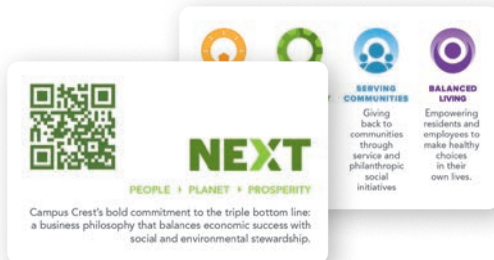 NEXT
PEOPLE + PLANET + PROSPERITY
Campus Crest's bold commitment to the triple bottom line:
a business philosophy that balances economic success with
social and environmental stewardship.
SERVING
COMMUNITIES
Giving
back to
communities
through
service and
philanthropic
social
initiatives
BALANCED
LIVING
Empowering
residents and
employees to
make healthy
choices
in their
own lives.